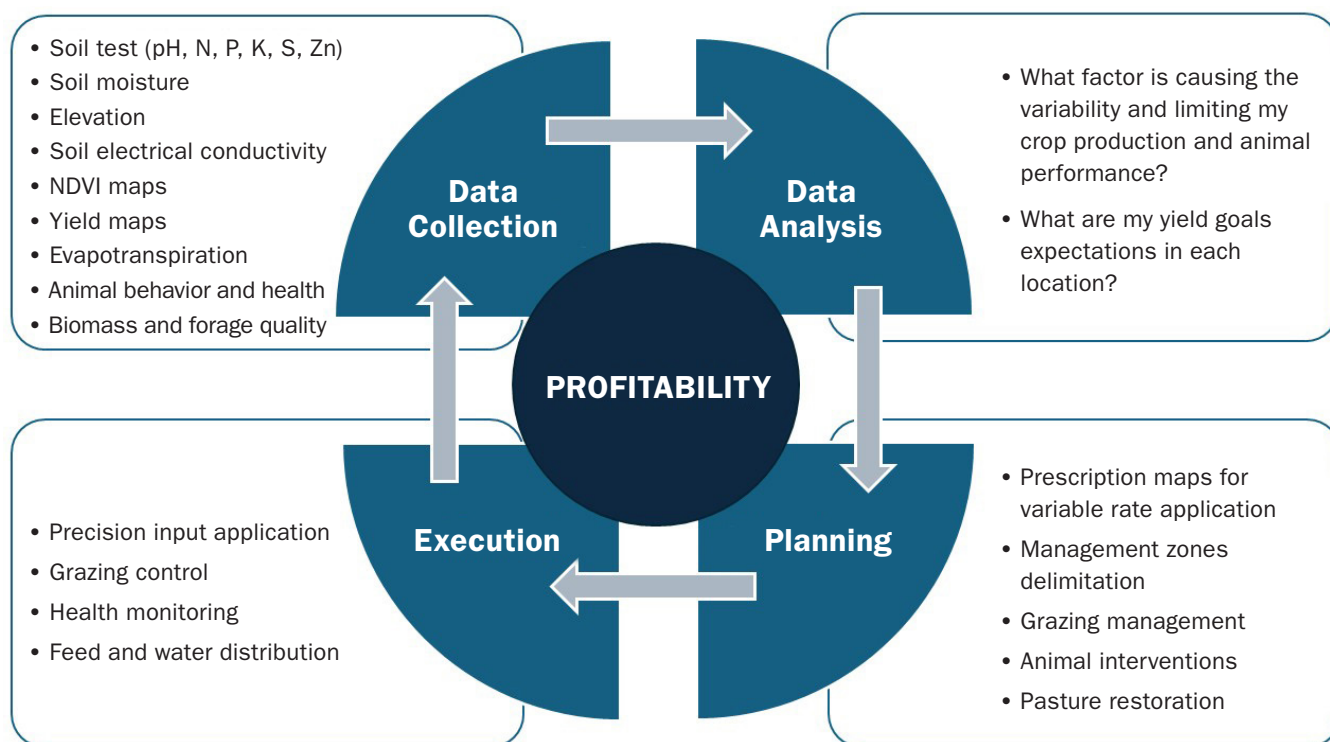 • Soil test (pH, N, P, K, S, Zn)
• Soil moisture
• Elevation
• Soil electrical conductivity
• NDVI maps
• Yield maps
• Evapotranspiration
• Animal behavior and health
• Biomass and forage quality
Data
Collection
Data
Analysis
• What factor is causing the
variability and limiting my
crop production and animal
performance?
• What are my yield goals
expectations in each
location?
PROFITABILITY
• Precision input application
• Grazing control
• Health monitoring
• Feed and water distribution
Execution
Planning
• Prescription maps for
variable rate application
• Management zones
delimitation
• Grazing management
• Animal interventions
• Pasture restoration